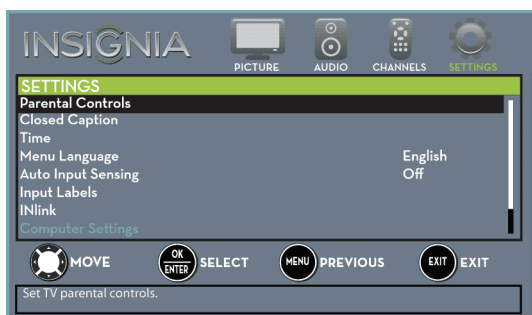 INSIGNIA
PICTURE AUDIO CHANNELS SETTINGS
SETTINGS
Parental Controls
Closed Caption
Time
Menu Language English
Auto Input Sensing Off
Input Labels
INlink
Computer Settings
MOVE OK ENTER SELECT MENU PREVIOUS EXIT EXIT
Set TV parental controls.